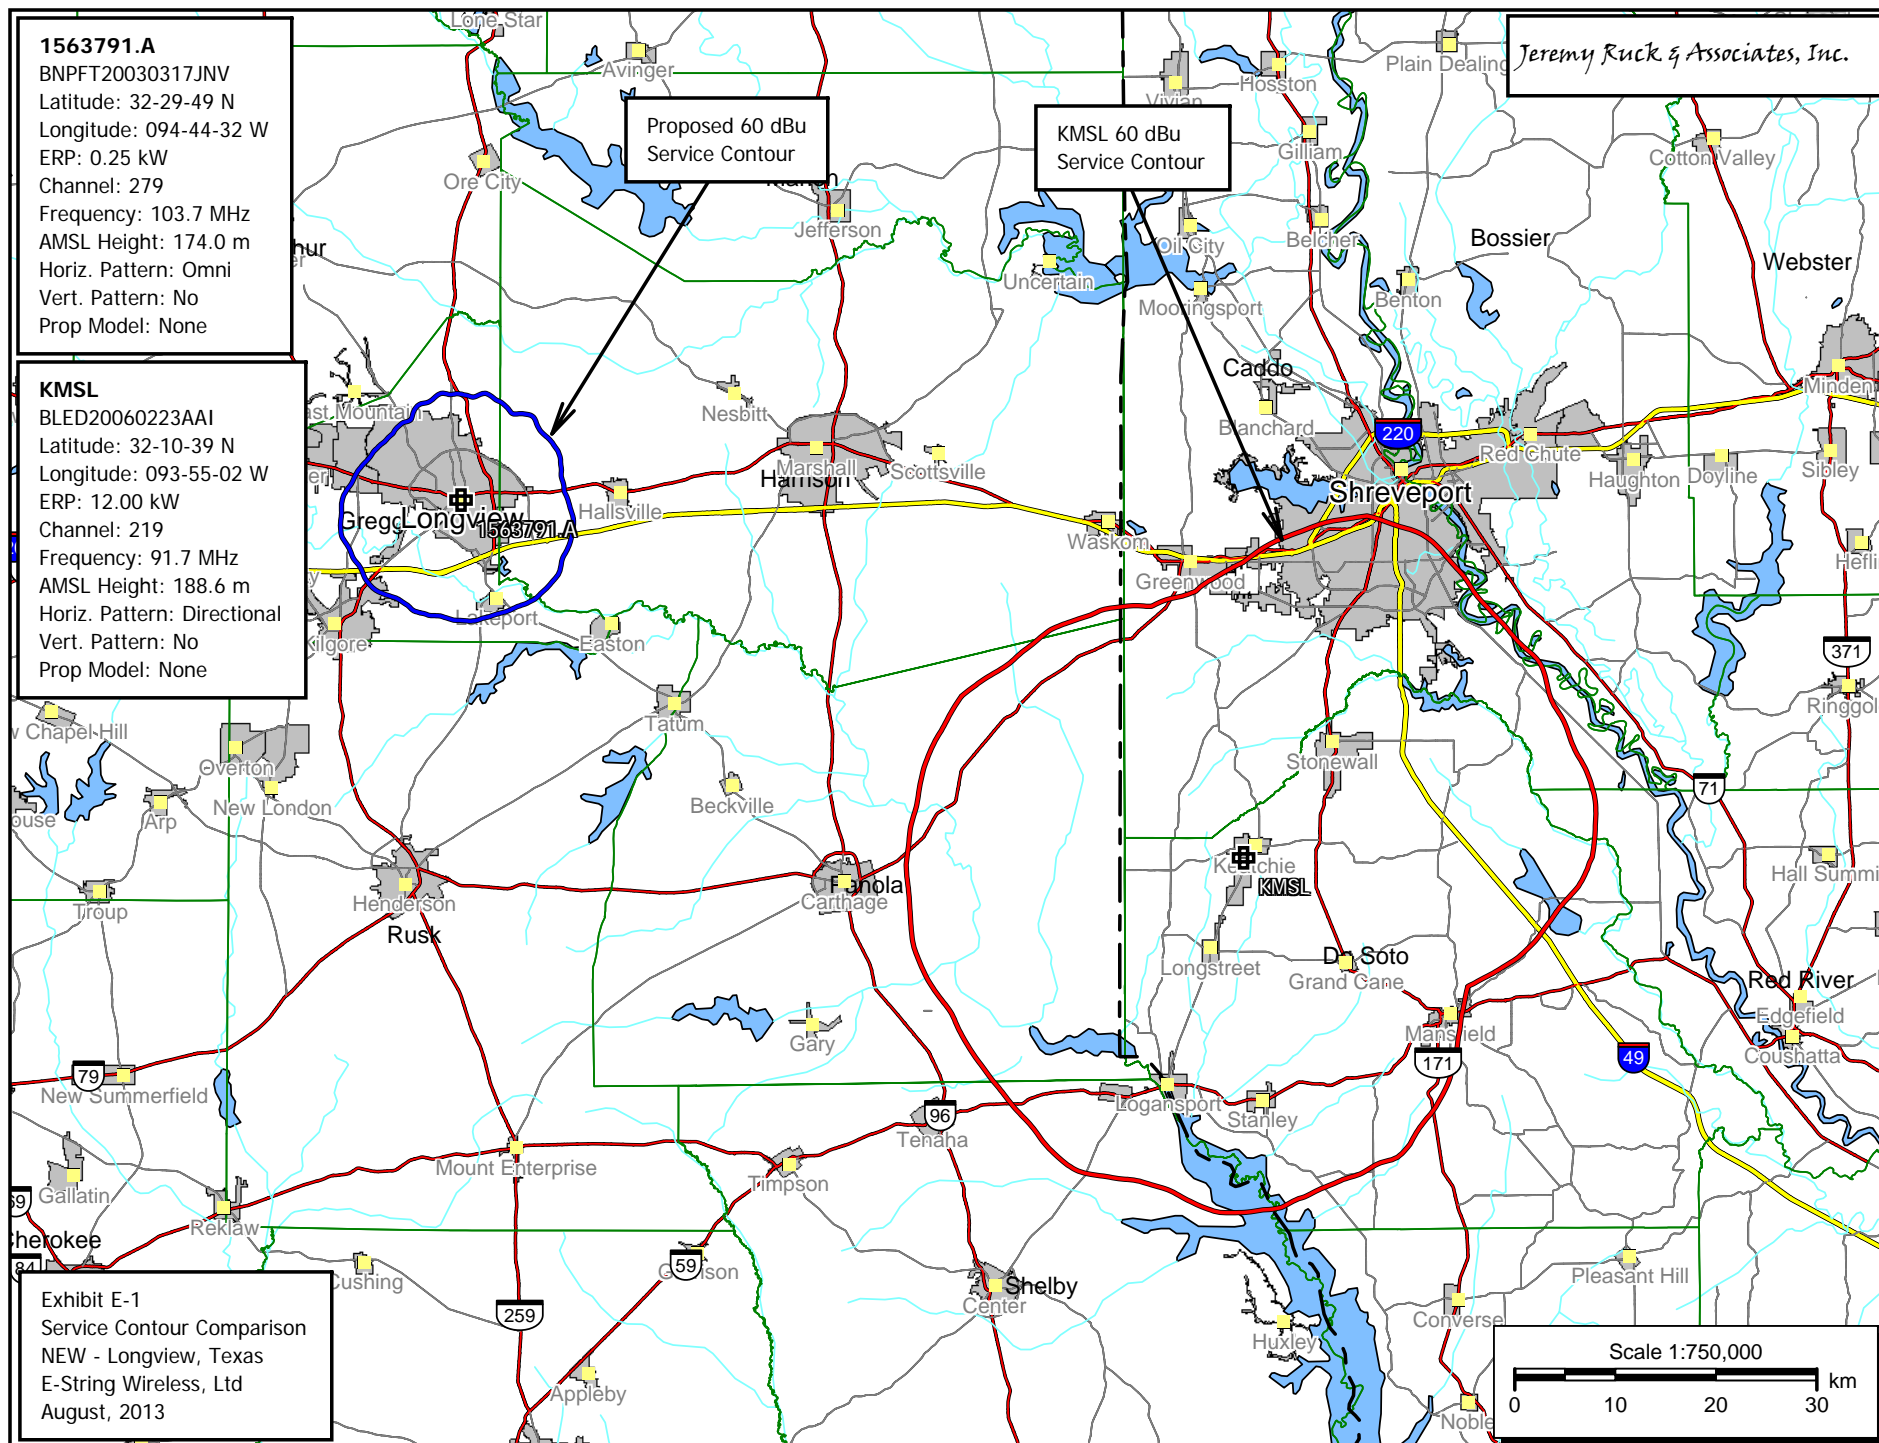 1563791.A
BNPFT20030317JNV
Latitude: 32-29-49 N
Longitude: 094-44-32 W
ERP: 0.25 kW
Channel: 279
Frequency: 103.7 MHz
AMSL Height: 174.0 m
Horiz. Pattern: Omni
Vert. Pattern: No
Prop Model: None
KMSL
BLED20060223AAI
Latitude: 32-10-39 N
Longitude: 093-55-02 W
ERP: 12.00 kW
Channel: 219
Frequency: 91.7 MHz
AMSL Height: 188.6 m
Horiz. Pattern: Directional
Vert. Pattern: No
Prop Model: None
Jeremy Ruck & Associates, Inc.
Proposed 60 dBu
Service Contour
KMSL 60 dBu
Service Contour
Lone Star
Avinger
Ore City
Jefferson
Uncertain
Vivian
Hosston
Plain Dealing
Gilliam
Cotton Valley
Oil City
Belcher
Bossier
Webster
Mooringsport
Benton
Caddo
Blanchard
220
Minden
Nesbitt
Marshall
Harrison
Scottsville
Red Chute
Haughton
Doyline
Sibley
Shreveport
Hallsville
Longview
1563791.A
Waskom
Greenwood
Lakeport
Easton
Kilgore
Tatum
371
Overton
New London
Arp
Beckville
Stonewall
71
Keatchie
KMSL
Troup
Henderson
Rusk
Panola
Carthage
Longstreet
De Soto
Grand Cane
Red River
Edgefield
Coushatta
Mansfield
171
49
Gary
79
New Summerfield
96
Tenaha
Logansport
Stanley
Mount Enterprise
Timpson
Gallatin
Reklaw
Cushing
59
Shelby
Center
259
Appleby
Huxley
Pleasant Hill
Converse
Noble
84
Exhibit E-1
Service Contour Comparison
NEW - Longview, Texas
E-String Wireless, Ltd
August, 2013
Scale 1:750,000
0 10 20 30 km